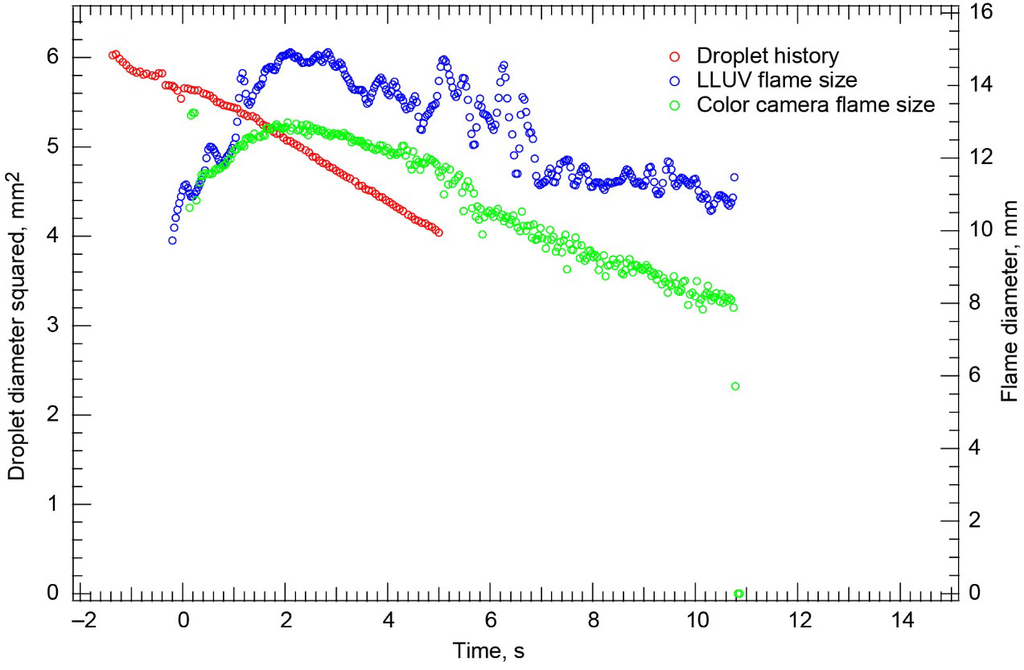 Droplet history
LLUV flame size
Color camera flame size
Droplet diameter squared, mm2
6
5
4
3
2
1
0
16
14
12
10
8
6
4
2
0
Flame diameter, mm
–2 0 2 4 6 8 10 12 14
Time, s